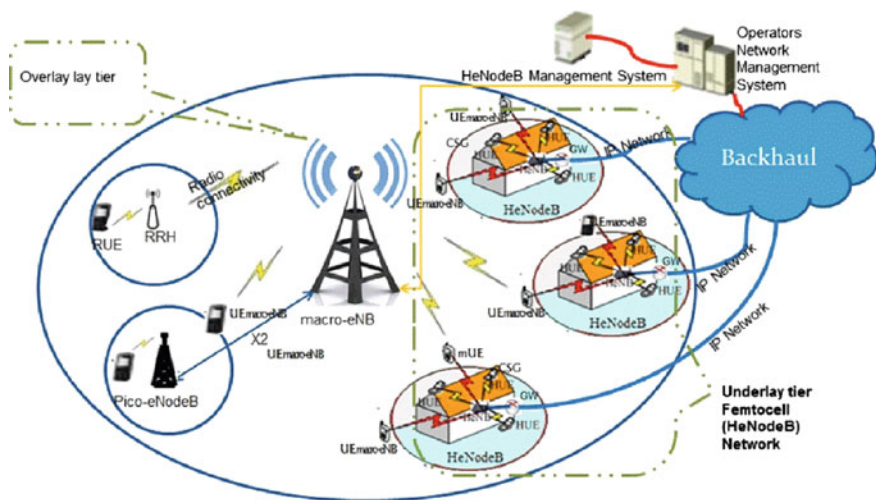 Overlay lay tier
Operators
Network
Management
System
HeNodeB Management System
Backhaul
UEmacro-eNB
CSG
HUE
HUE
HeNB
GW
HUE
UEmacro-eNB
HeNodeB
IP Network
Radio
connectivity
RUE
RRH
macro-eNB
UEmacro-eNB
HUE
HUE
HeNB
GW
HUE
UEmacro-eNB
HeNodeB
IP Network
UEmacro-eNB
X2
UEmacro-eNB
Pico-eNodeB
mUE
CSG
HUE
HUE
HeNB
GW
HUE
UEmacro-eNB
HeNodeB
IP Network
Underlay tier
Femtocell
(HeNodeB)
Network